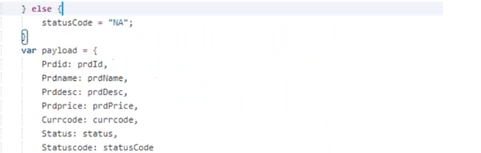 } else {
statusCode = "NA";
}
var payload = {
Prdid: prdId,
Prdname: prdName,
Prddesc: prdDesc,
Prdprice: prdPrice,
Currcode: currcode,
Status: status,
Statuscode: statusCode